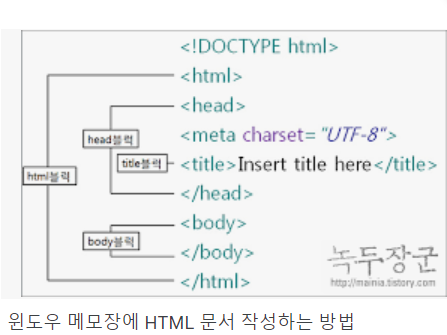 <!DOCTYPE html>
<html>
<head>
head블럭
<meta charset="UTF-8">
title블럭
<title>Insert title here</title>
html블럭
</head>
<body>
body블럭
</body>
녹두장군
http://mainia.tistory.com
</html>
윈도우 메모장에 HTML 문서 작성하는 방법